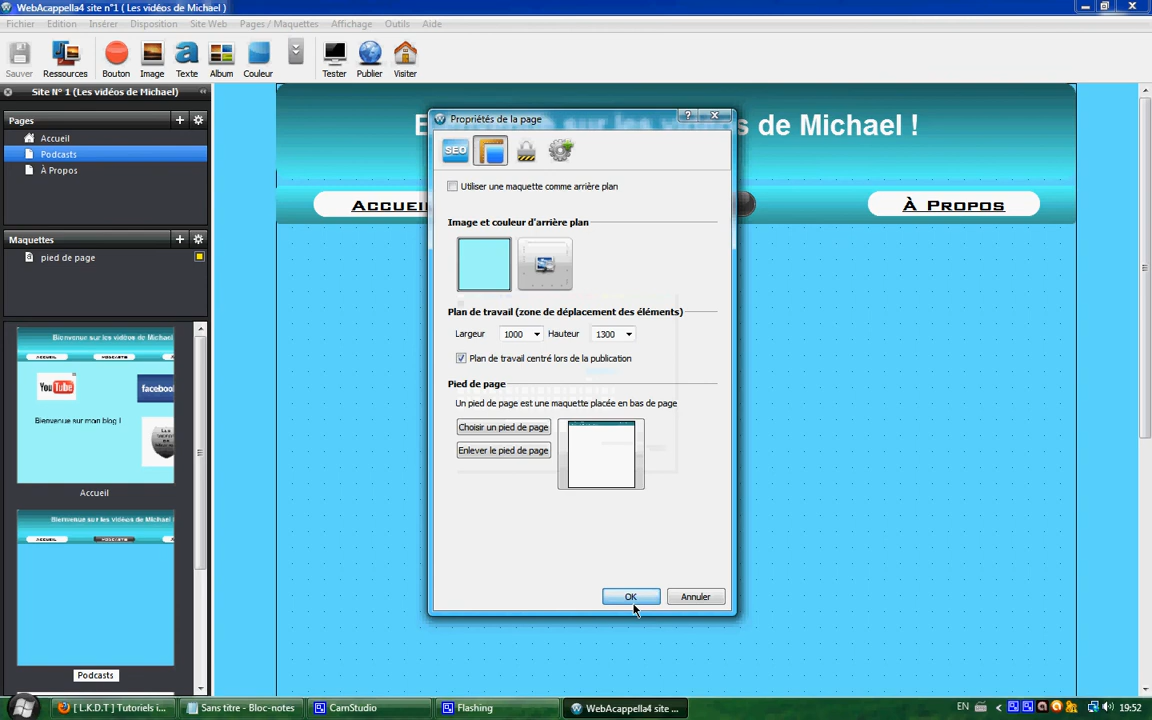 WebAcappella4 site n°1 ( Les vidéos de Michael )
Fichier Edition Insérer Disposition Site Web Pages / Maquettes Affichage Outils Aide
Sauver Ressources Bouton Image Texte Album Couleur Tester Publier Visiter
Site N° 1 (Les vidéos de Michael)
Pages
Accueil
Podcasts
À Propos
Maquettes
pied de page
Bienvenue sur les vidéos de Michael
ACCUEIL PODCASTS
You Tube facebook
Bienvenue sur mon blog !
LES
Accueil
Bienvenue sur les vidéos de Michael
ACCUEIL PODCASTS
Podcasts
de Michael !
À PROPOS
Propriétés de la page
SEO
Utiliser une maquette comme arrière plan
Image et couleur d'arrière plan
Plan de travail (zone de déplacement des éléments)
Largeur 1000 Hauteur 1300
Plan de travail centré lors de la publication
Pied de page
Un pied de page est une maquette placée en bas de page
Choisir un pied de page
Enlever le pied de page
OK Annuler
[ L.K.D.T ] Tutoriels i... Sans titre - Bloc-notes CamStudio Flashing WebAcappella4 site ... EN 19:52